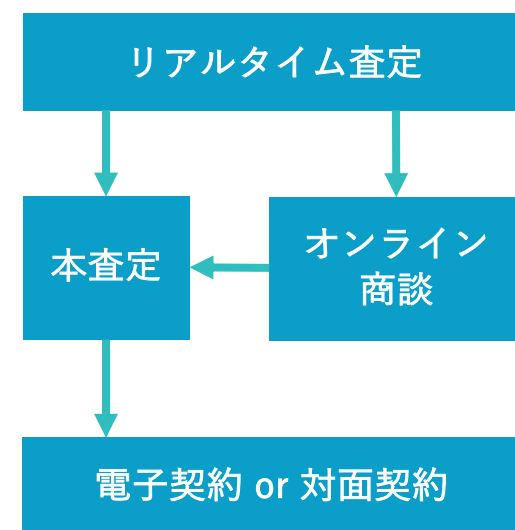 リアルタイム査定
本査定
オンライン
商談
電子契約 or 対面契約